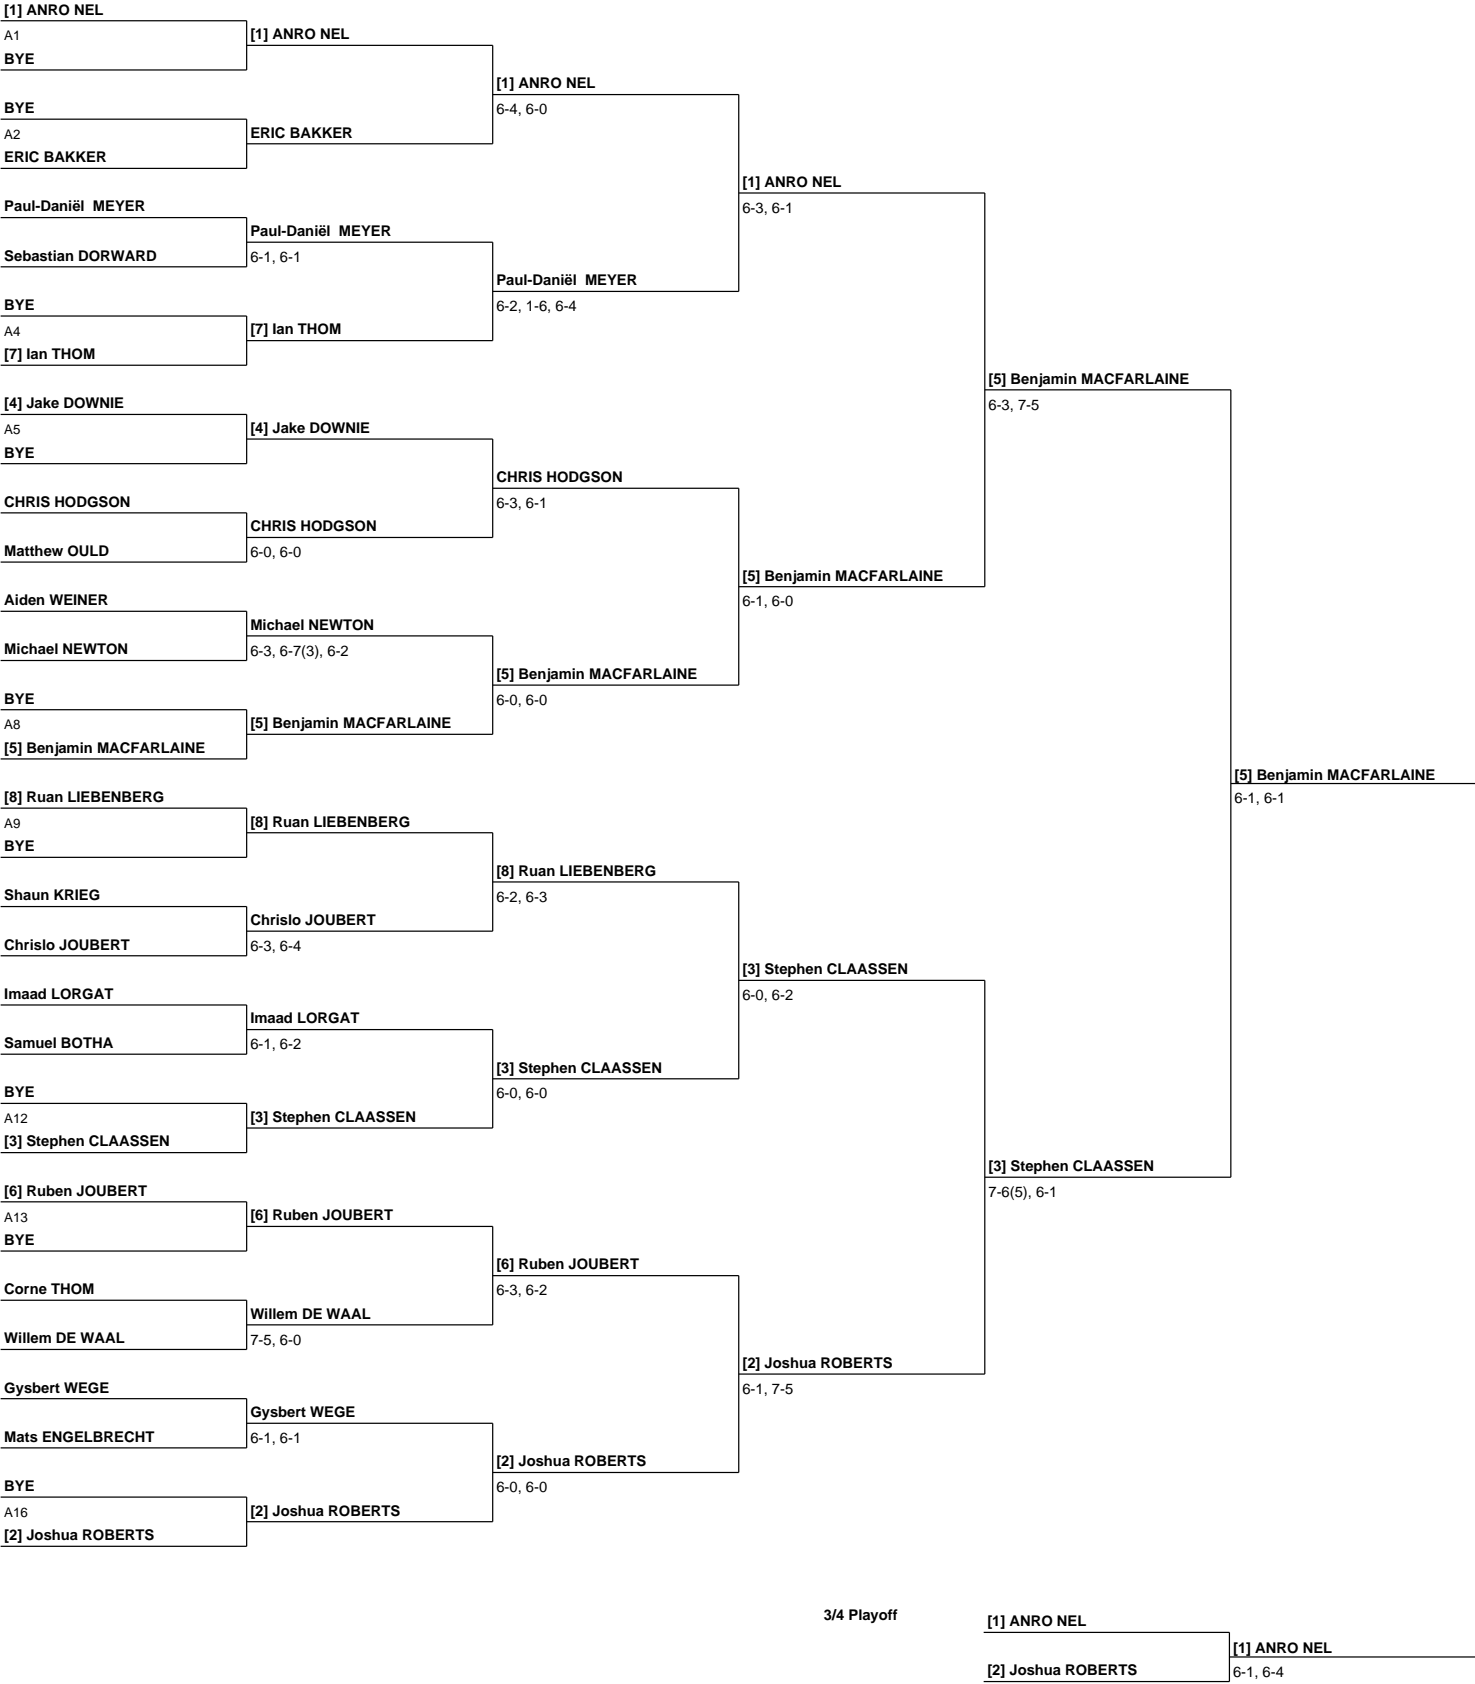 [1] ANRO NEL
A1
BYE
BYE
A2
ERIC BAKKER
Paul-Daniël  MEYER
Sebastian DORWARD
BYE
A4
[7] Ian THOM
[4] Jake DOWNIE
A5
BYE
CHRIS HODGSON
Matthew OULD
Aiden WEINER
Michael NEWTON
BYE
A8
[5] Benjamin MACFARLAINE
[8] Ruan LIEBENBERG
A9
BYE
Shaun KRIEG
Chrislo JOUBERT
Imaad LORGAT
Samuel BOTHA
BYE
A12
[3] Stephen CLAASSEN
[6] Ruben JOUBERT
A13
BYE
Corne THOM
Willem DE WAAL
Gysbert WEGE
Mats ENGELBRECHT
BYE
A16
[2] Joshua ROBERTS
[1] ANRO NEL
ERIC BAKKER
Paul-Daniël  MEYER
6-1, 6-1
[7] Ian THOM
[4] Jake DOWNIE
CHRIS HODGSON
6-0, 6-0
Michael NEWTON
6-3, 6-7(3), 6-2
[5] Benjamin MACFARLAINE
[8] Ruan LIEBENBERG
Chrislo JOUBERT
6-3, 6-4
Imaad LORGAT
6-1, 6-2
[3] Stephen CLAASSEN
[6] Ruben JOUBERT
Willem DE WAAL
7-5, 6-0
Gysbert WEGE
6-1, 6-1
[2] Joshua ROBERTS
[1] ANRO NEL
6-4, 6-0
Paul-Daniël  MEYER
6-2, 1-6, 6-4
CHRIS HODGSON
6-3, 6-1
[5] Benjamin MACFARLAINE
6-0, 6-0
[8] Ruan LIEBENBERG
6-2, 6-3
[3] Stephen CLAASSEN
6-0, 6-0
[6] Ruben JOUBERT
6-3, 6-2
[2] Joshua ROBERTS
6-0, 6-0
[1] ANRO NEL
6-3, 6-1
[5] Benjamin MACFARLAINE
6-1, 6-0
[3] Stephen CLAASSEN
6-0, 6-2
[2] Joshua ROBERTS
6-1, 7-5
[5] Benjamin MACFARLAINE
6-3, 7-5
[3] Stephen CLAASSEN
7-6(5), 6-1
[5] Benjamin MACFARLAINE
6-1, 6-1
3/4 Playoff
[1] ANRO NEL
[2] Joshua ROBERTS
[1] ANRO NEL
6-1, 6-4